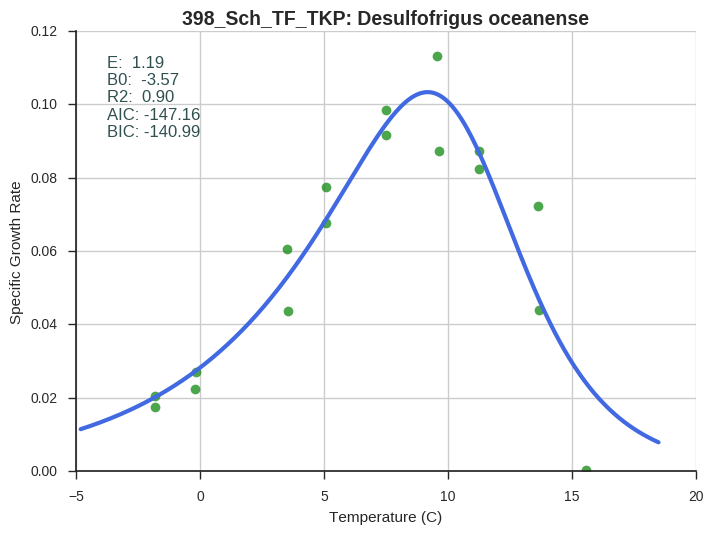 398_Sch_TF_TKP: Desulfofrigus oceanense
E: 1.19
B0: -3.57
R2: 0.90
AIC: -147.16
BIC: -140.99
Specific Growth Rate
0.12
0.10
0.08
0.06
0.04
0.02
0.00
−5 0 5 10 15 20
Temperature (C)